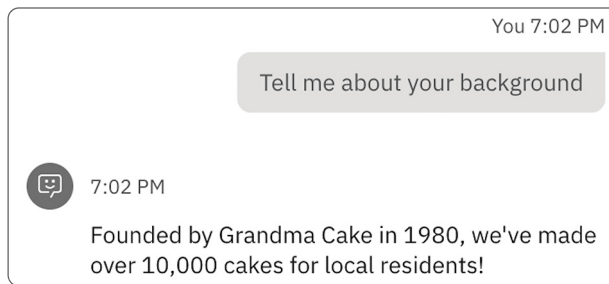 You 7:02 PM
Tell me about your background
7:02 PM
Founded by Grandma Cake in 1980, we've made
over 10,000 cakes for local residents!